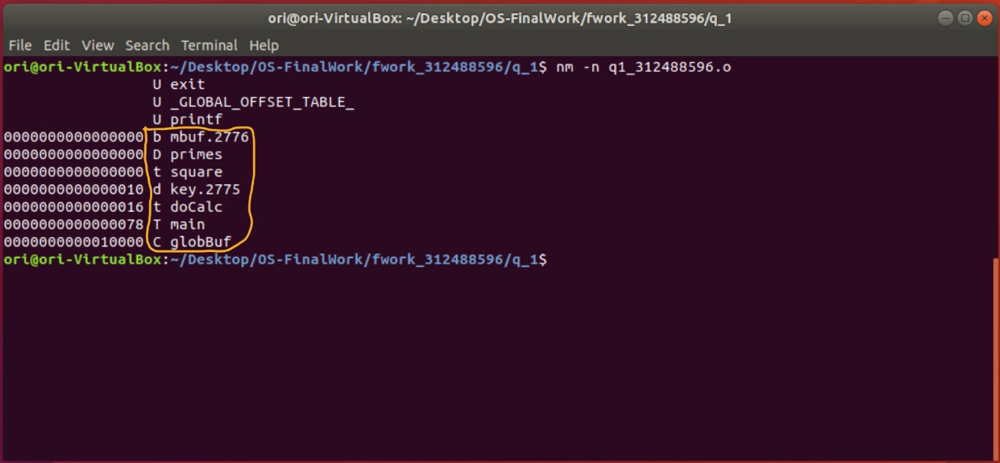 ori@ori-VirtualBox: ~/Desktop/OS-FinalWork/fwork_312488596/q_1
File Edit View Search Terminal Help
ori@ori-VirtualBox:~/Desktop/OS-FinalWork/fwork_312488596/q_1$ nm -n q1_312488596.o
U exit
U _GLOBAL_OFFSET_TABLE_
U printf
0000000000000000 b mbuf.2776
0000000000000000 D primes
0000000000000000 t square
0000000000000010 d key.2775
0000000000000016 t doCalc
0000000000000078 T main
0000000000010000 C globBuf
ori@ori-VirtualBox:~/Desktop/OS-FinalWork/fwork_312488596/q_1$